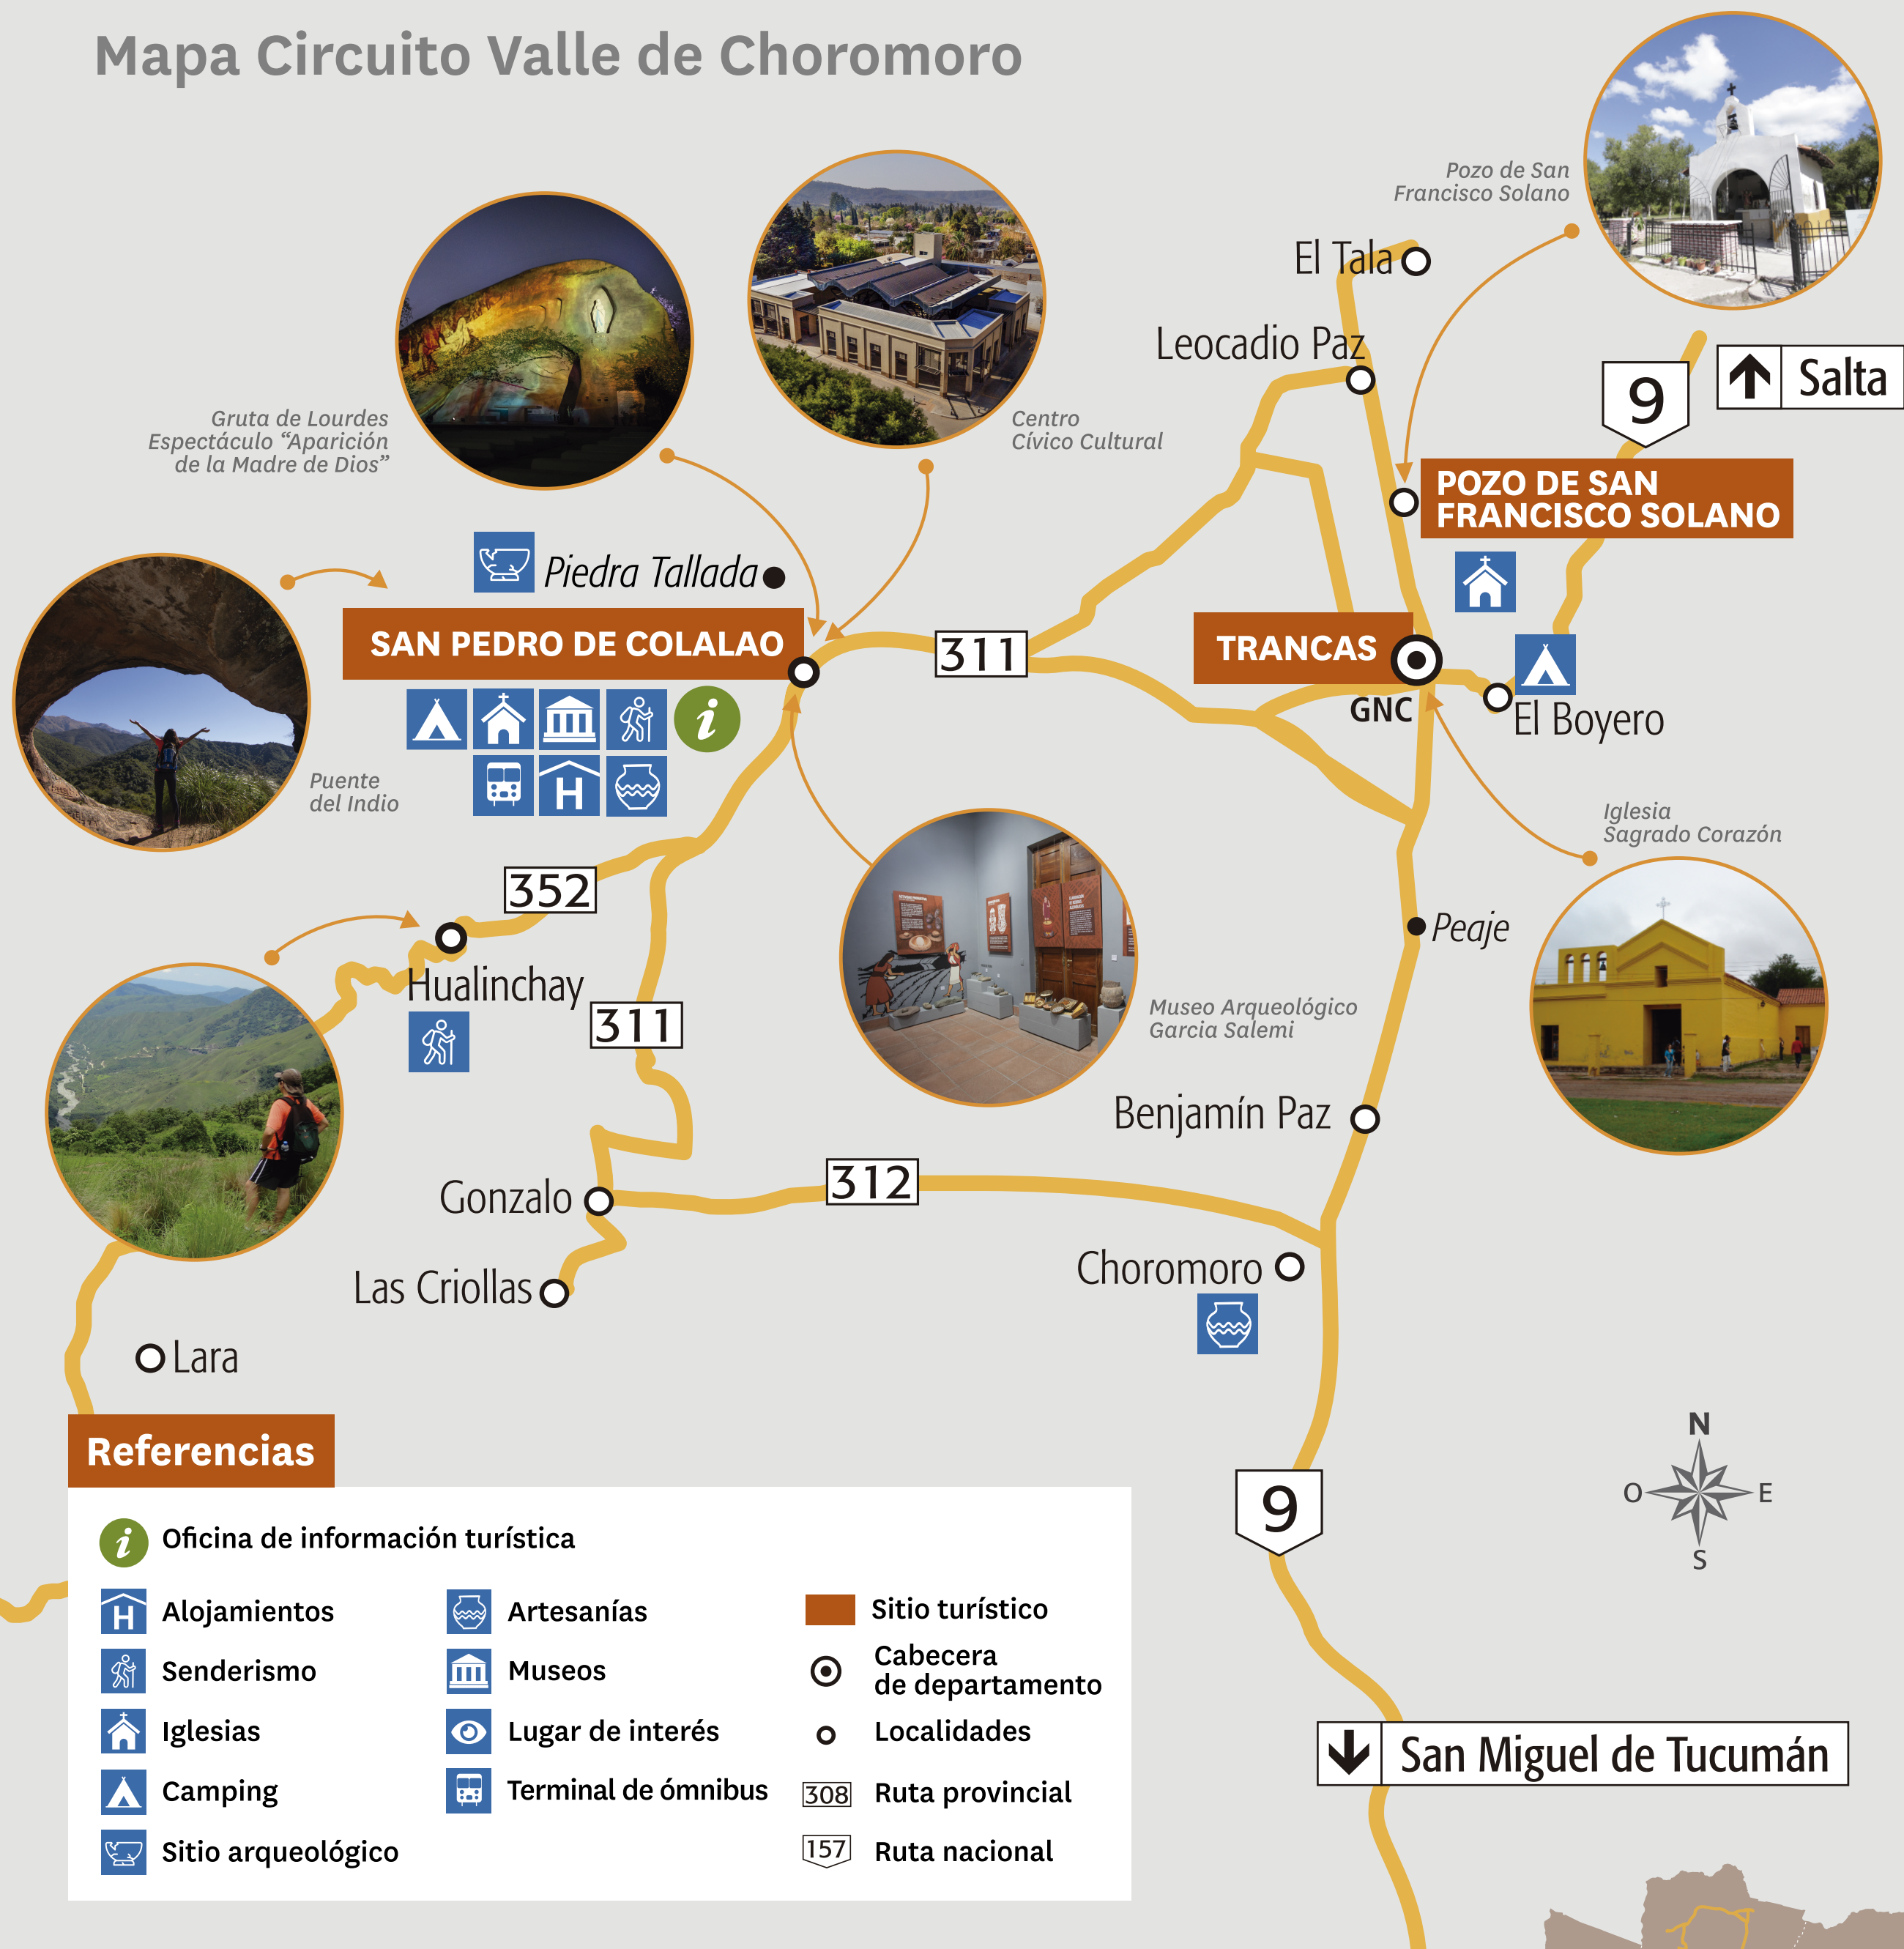 Mapa Circuito Valle de Choromoro
Pozo de San
Francisco Solano
El Tala
Leocadio Paz
9
Salta
Gruta de Lourdes
Espectáculo “Aparición
de la Madre de Dios”
Centro
Cívico Cultural
POZO DE SAN
FRANCISCO SOLANO
Piedra Tallada
SAN PEDRO DE COLALAO
311
TRANCAS
GNC
El Boyero
i
H
Puente
del Indio
Iglesia
Sagrado Corazón
352
Peaje
Hualinchay
311
Museo Arqueológico
Garcia Salemi
Benjamín Paz
Gonzalo
312
Choromoro
Las Criollas
Lara
Referencias
9
N
O
E
S
i
Oficina de información turística
H
Alojamientos
Senderismo
Iglesias
Camping
Sitio arqueológico
Artesanías
Museos
Lugar de interés
Terminal de ómnibus
Sitio turístico
Cabecera
de departamento
Localidades
308
Ruta provincial
157
Ruta nacional
San Miguel de Tucumán